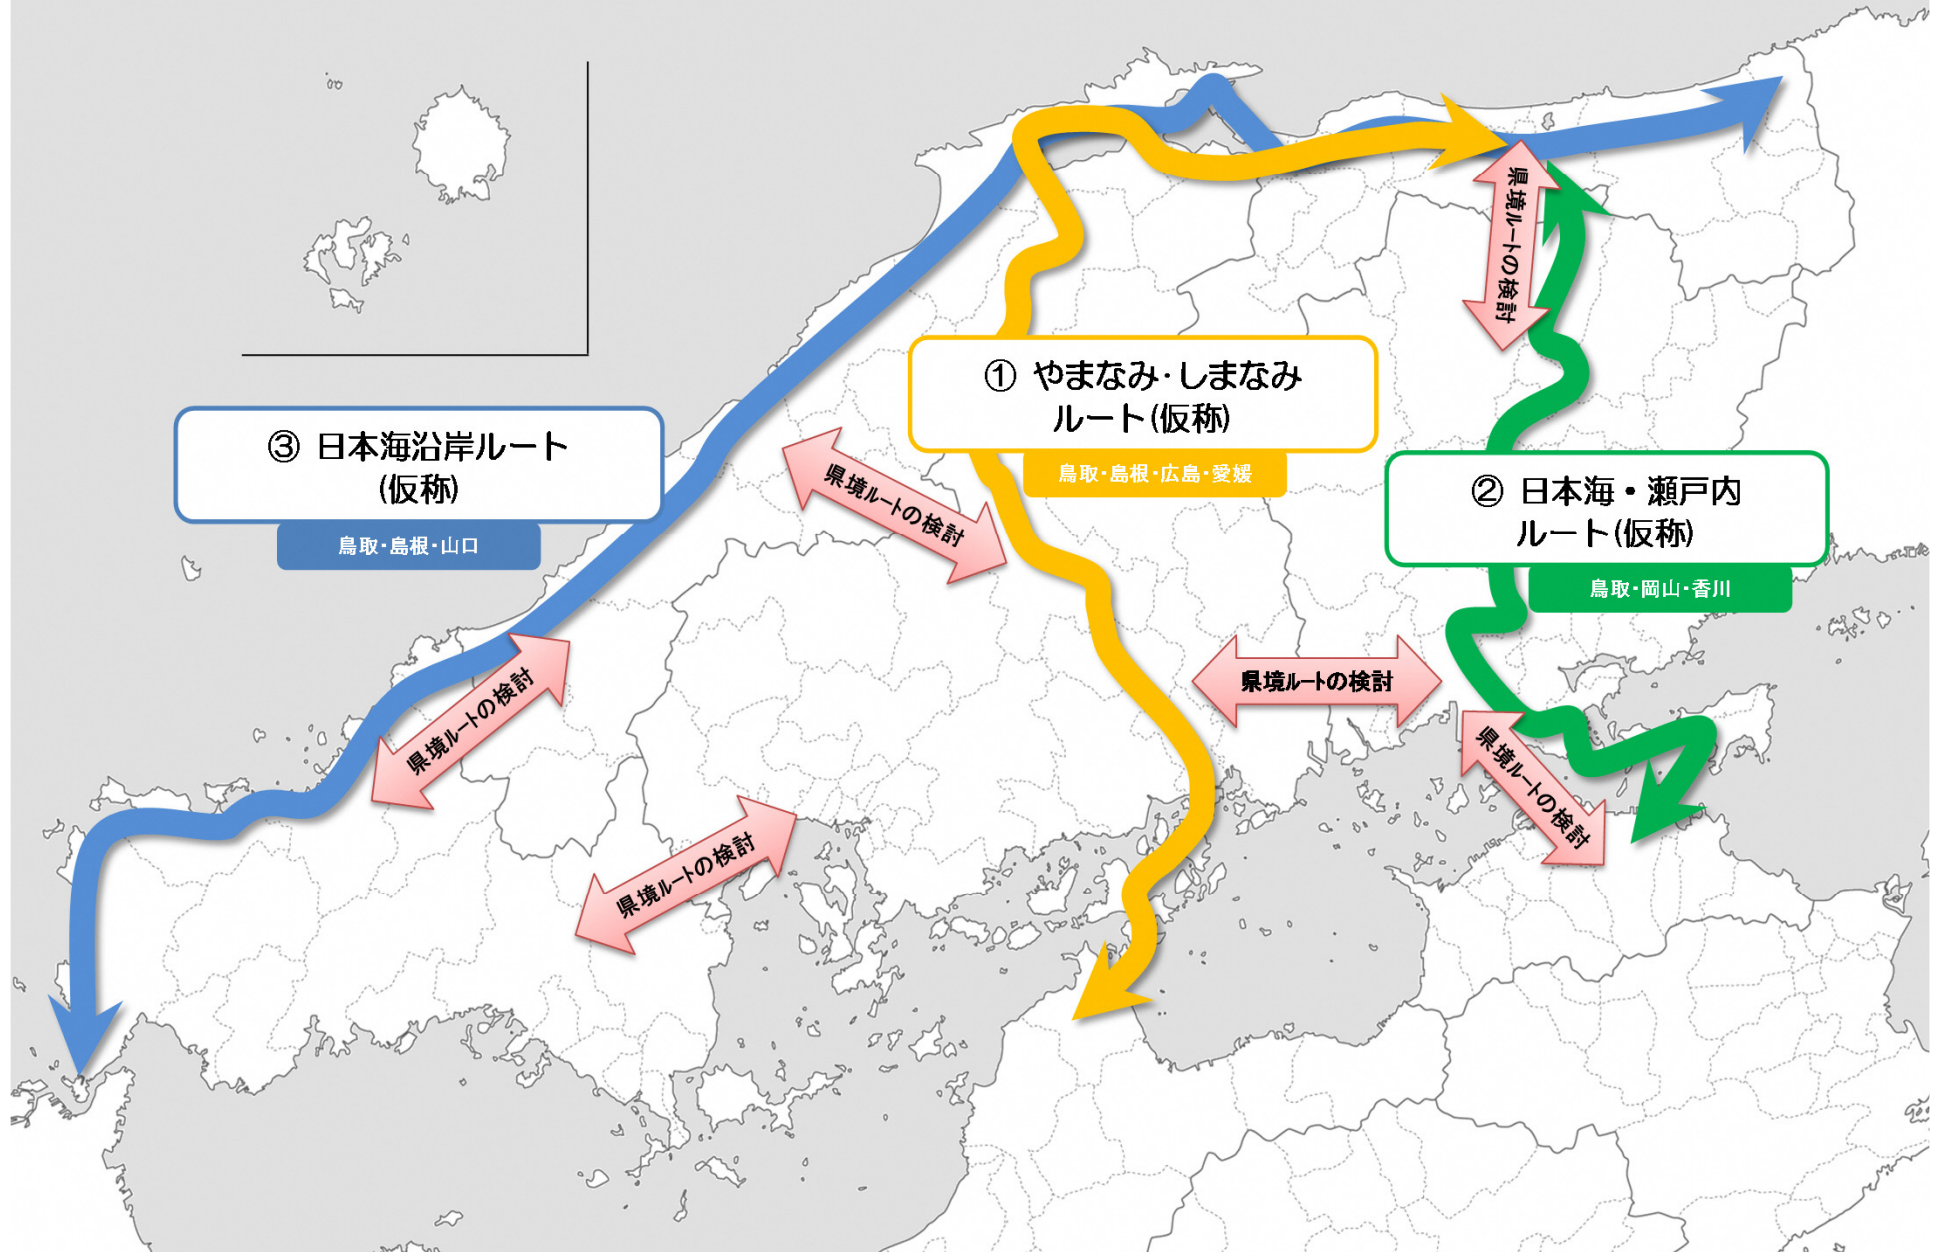 県境ルートの検討
① やまなみ・しまなみ
ルート(仮称)
鳥取・島根・広島・愛媛
③ 日本海沿岸ルート
(仮称)
鳥取・島根・山口
県境ルートの検討
② 日本海・瀬戸内
ルート(仮称)
鳥取・岡山・香川
県境ルートの検討
県境ルートの検討
県境ルートの検討
県境ルートの検討